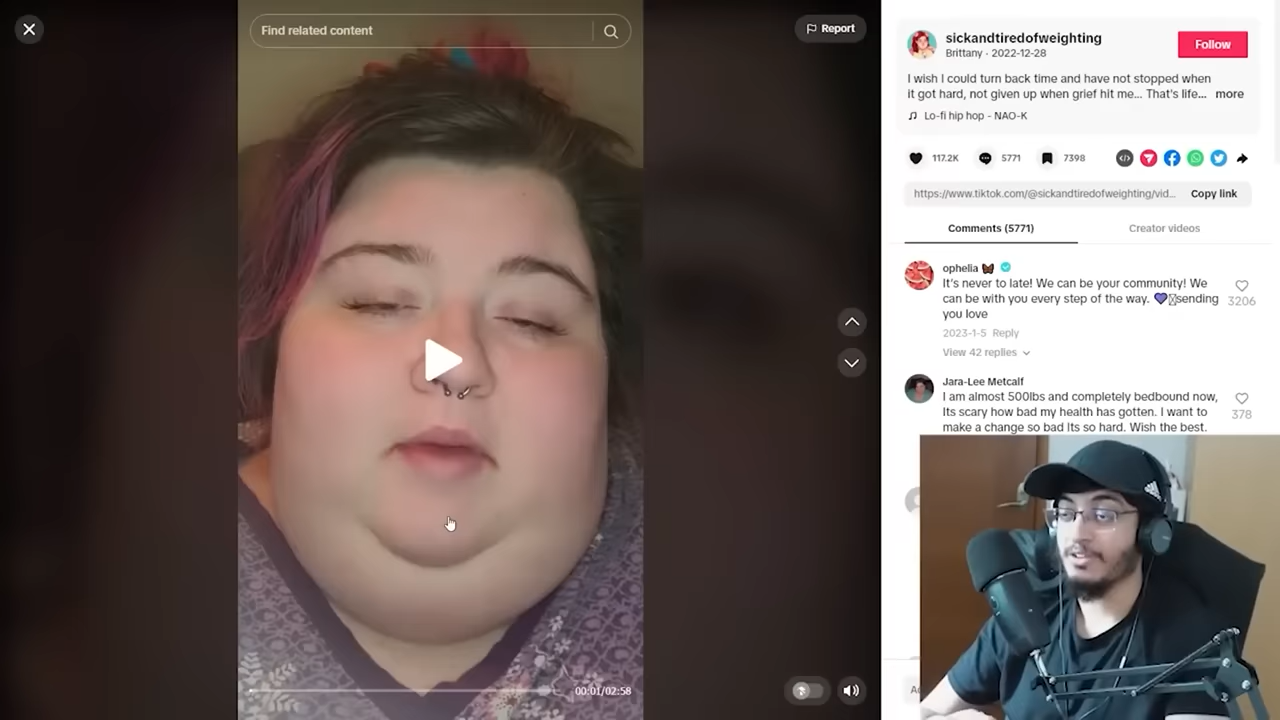 Find related content
Report
sickandtiredofweighting
Brittany · 2022-12-28
Follow
I wish I could turn back time and have not stopped when
it got hard, not given up when grief hit me... That's life... more
Lo-fi hip hop - NAO-K
117.2K
5771
7398
https://www.tiktok.com/@sickandtiredofweighting/vid...
Copy link
Comments (5771)
Creator videos
ophelia
It's never to late! We can be your community! We
can be with you every step of the way. 💜sending
you love
3206
2023-1-5 Reply
View 42 replies
Jara-Lee Metcalf
I am almost 500lbs and completely bedbound now,
Its scary how bad my health has gotten. I want to
make a change so bad Its so hard. Wish the best.
378
00:01/02:58